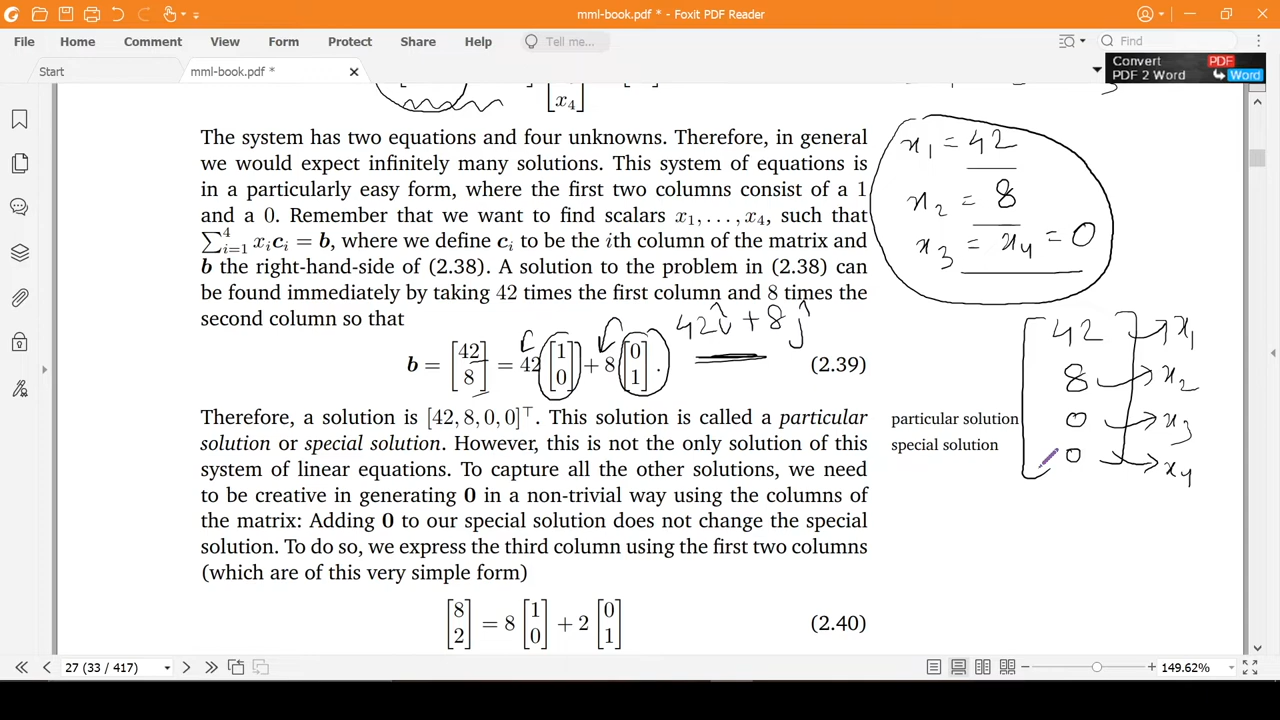 mml-book.pdf * - Foxit PDF Reader
File Home Comment View Form Protect Share Help Tell me... Find
Start mml-book.pdf *
Convert PDF
PDF 2 Word Word
x₄
The system has two equations and four unknowns. Therefore, in general
we would expect infinitely many solutions. This system of equations is
in a particularly easy form, where the first two columns consist of a 1
and a 0. Remember that we want to find scalars x₁, . . . , x₄, such that
∑⁴ᵢ₌₁ xᵢcᵢ = b, where we define cᵢ to be the ith column of the matrix and
b the right-hand-side of (2.38). A solution to the problem in (2.38) can
be found immediately by taking 42 times the first column and 8 times the
second column so that
x₁ = 42
x₂ = 8
x₃ = x₄ = 0
42î + 8ĵ
b = [42 8] = 42 [1 0] + 8 [0 1] . (2.39)
42 → x₁
8 → x₂
0 → x₃
0 → x₄
Therefore, a solution is [42, 8, 0, 0]⊤. This solution is called a particular
solution or special solution. However, this is not the only solution of this
system of linear equations. To capture all the other solutions, we need
to be creative in generating 0 in a non-trivial way using the columns of
the matrix: Adding 0 to our special solution does not change the special
solution. To do so, we express the third column using the first two columns
(which are of this very simple form)
particular solution
special solution
[8 2] = 8 [1 0] + 2 [0 1] (2.40)
27 (33 / 417) 149.62%